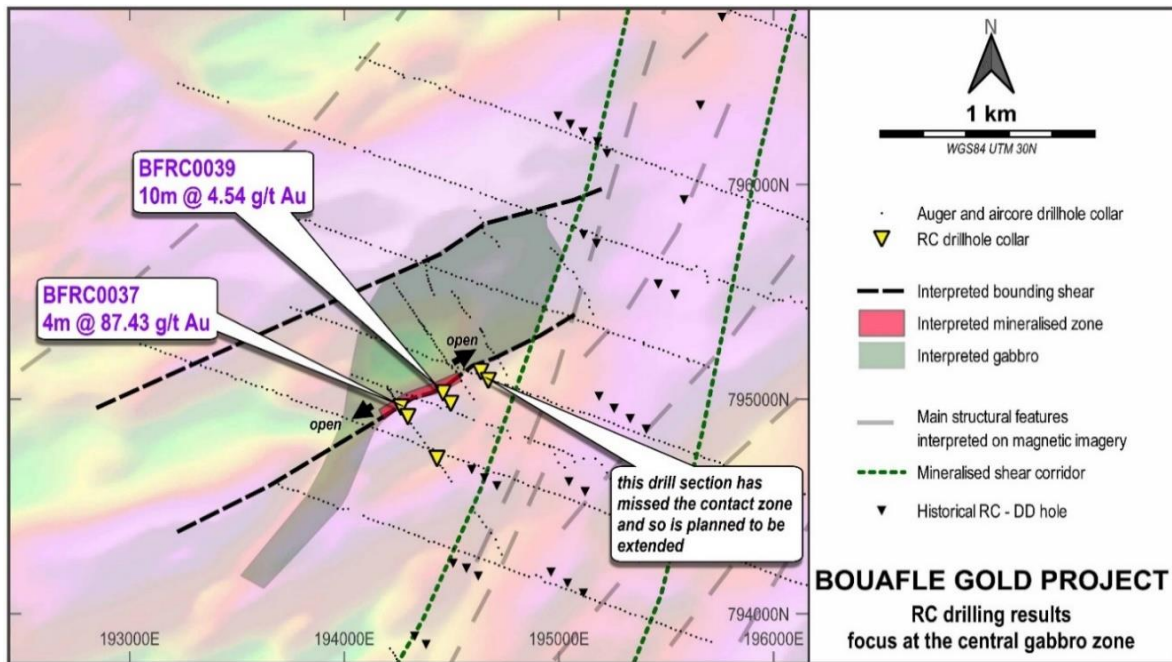 BFRC0039
10m @ 4.54 g/t Au
BFRC0037
4m @ 87.43 g/t Au
open
open
this drill section has
missed the contact zone
and so is planned to be
extended
796000N
795000N
794000N
193000E
194000E
195000E
196000E
N
1 km
WGS84 UTM 30N
Auger and aircore drillhole collar
RC drillhole collar
Interpreted bounding shear
Interpreted mineralised zone
Interpreted gabbro
Main structural features
interpreted on magnetic imagery
Mineralised shear corridor
Historical RC - DD hole
BOUAFLE GOLD PROJECT
RC drilling results
focus at the central gabbro zone